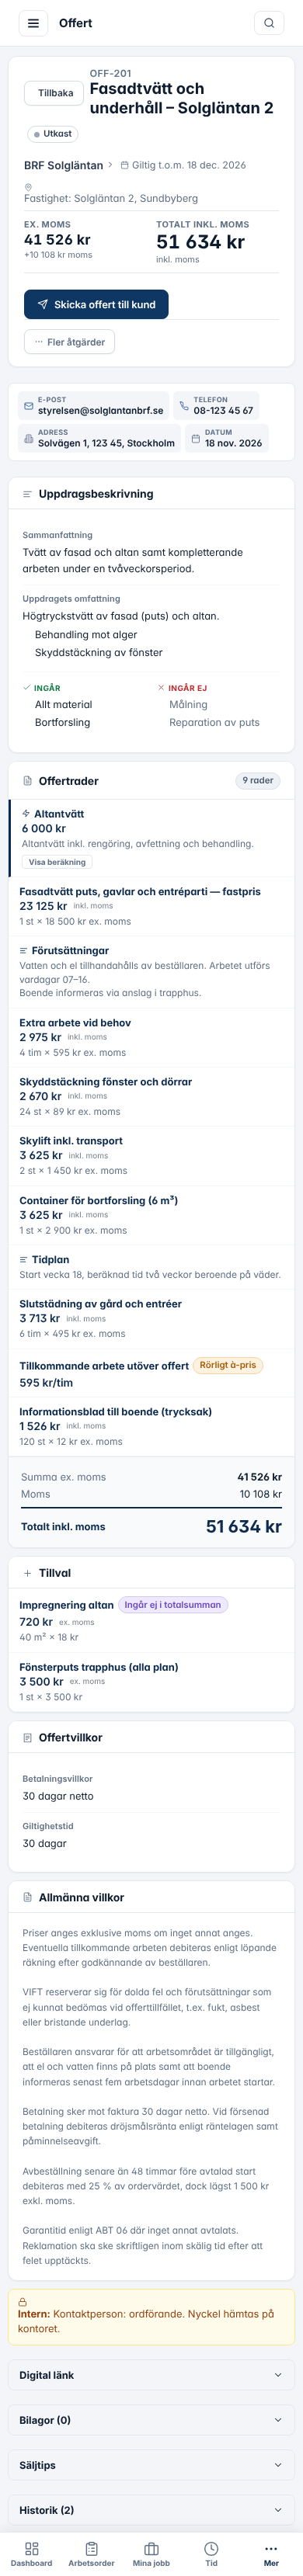 Offert
OFF-201
Tillbaka
Fasadtvätt och
underhåll – Solgläntan 2
Utkast
BRF Solgläntan
Giltig t.o.m. 18 dec. 2026
Fastighet: Solgläntan 2, Sundbyberg
EX. MOMS
TOTALT INKL. MOMS
41 526 kr
51 634 kr
+10 108 kr moms
inkl. moms
Skicka offert till kund
Fler åtgärder
E-POST
styrelsen@solglantanbrf.se
TELEFON
08-123 45 67
ADRESS
Solvägen 1, 123 45, Stockholm
DATUM
18 nov. 2026
Uppdragsbeskrivning
Sammanfattning
Tvätt av fasad och altan samt kompletterande
arbeten under en tvåveckorsperiod.
Uppdragets omfattning
Högtryckstvätt av fasad (puts) och altan.
Behandling mot alger
Skyddstäckning av fönster
INGÅR
INGÅR EJ
Allt material
Målning
Bortforsling
Reparation av puts
Offertrader
9 rader
Altantvätt
6 000 kr
Altantvätt inkl. rengöring, avfettning och behandling.
Visa beräkning
Fasadtvätt puts, gavlar och entréparti — fastpris
23 125 kr inkl. moms
1 st × 18 500 kr ex. moms
Förutsättningar
Vatten och el tillhandahålls av beställaren. Arbetet utförs
vardagar 07–16.
Boende informeras via anslag i trapphus.
Extra arbete vid behov
2 975 kr inkl. moms
4 tim × 595 kr ex. moms
Skyddstäckning fönster och dörrar
2 670 kr inkl. moms
24 st × 89 kr ex. moms
Skylift inkl. transport
3 625 kr inkl. moms
2 st × 1 450 kr ex. moms
Container för bortforsling (6 m³)
3 625 kr inkl. moms
1 st × 2 900 kr ex. moms
Tidplan
Start vecka 18, beräknad tid två veckor beroende på väder.
Slutstädning av gård och entréer
3 713 kr inkl. moms
6 tim × 495 kr ex. moms
Tillkommande arbete utöver offert Rörligt à-pris
595 kr/tim
Informationsblad till boende (trycksak)
1 526 kr inkl. moms
120 st × 12 kr ex. moms
Summa ex. moms 41 526 kr
Moms 10 108 kr
Totalt inkl. moms 51 634 kr
Tillval
Impregnering altan Ingår ej i totalsumman
720 kr ex. moms
40 m² × 18 kr
Fönsterputs trapphus (alla plan)
3 500 kr ex. moms
1 st × 3 500 kr
Offertvillkor
Betalningsvillkor
30 dagar netto
Giltighetstid
30 dagar
Allmänna villkor
Priser anges exklusive moms om inget annat anges.
Eventuella tillkommande arbeten debiteras enligt löpande
räkning efter godkännande av beställaren.
VIFT reserverar sig för dolda fel och förutsättningar som
ej kunnat bedömas vid offerttillfället, t.ex. fukt, asbest
eller bristande underlag.
Beställaren ansvarar för att arbetsområdet är tillgängligt,
att el och vatten finns på plats samt att boende
informeras senast fem arbetsdagar innan arbetet startar.
Betalning sker mot faktura 30 dagar netto. Vid försenad
betalning debiteras dröjsmålsränta enligt räntelagen samt
påminnelseavgift.
Avbeställning senare än 48 timmar före avtalad start
debiteras med 25 % av ordervärdet, dock lägst 1 500 kr
exkl. moms.
Garantitid enligt ABT 06 där inget annat avtalats.
Reklamation ska ske skriftligen inom skälig tid efter att
felet upptäckts.
Intern: Kontaktperson: ordförande. Nyckel hämtas på
kontoret.
Digital länk
Bilagor (0)
Säljtips
Historik (2)
Dashboard
Arbetsorder
Mina jobb
Tid
Mer